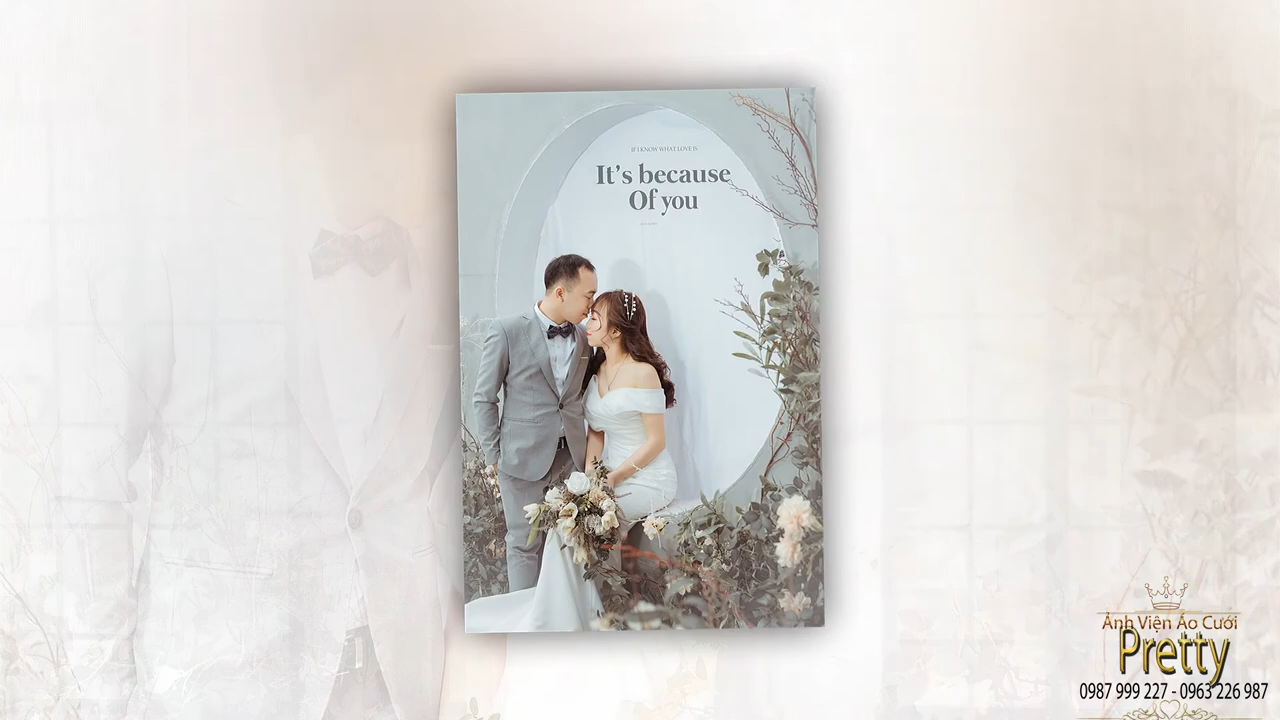 IF I KNOW WHAT LOVE IS
It's because
Of you
Ảnh Viện Áo Cưới
Pretty
0987 999 227 - 0963 226 987